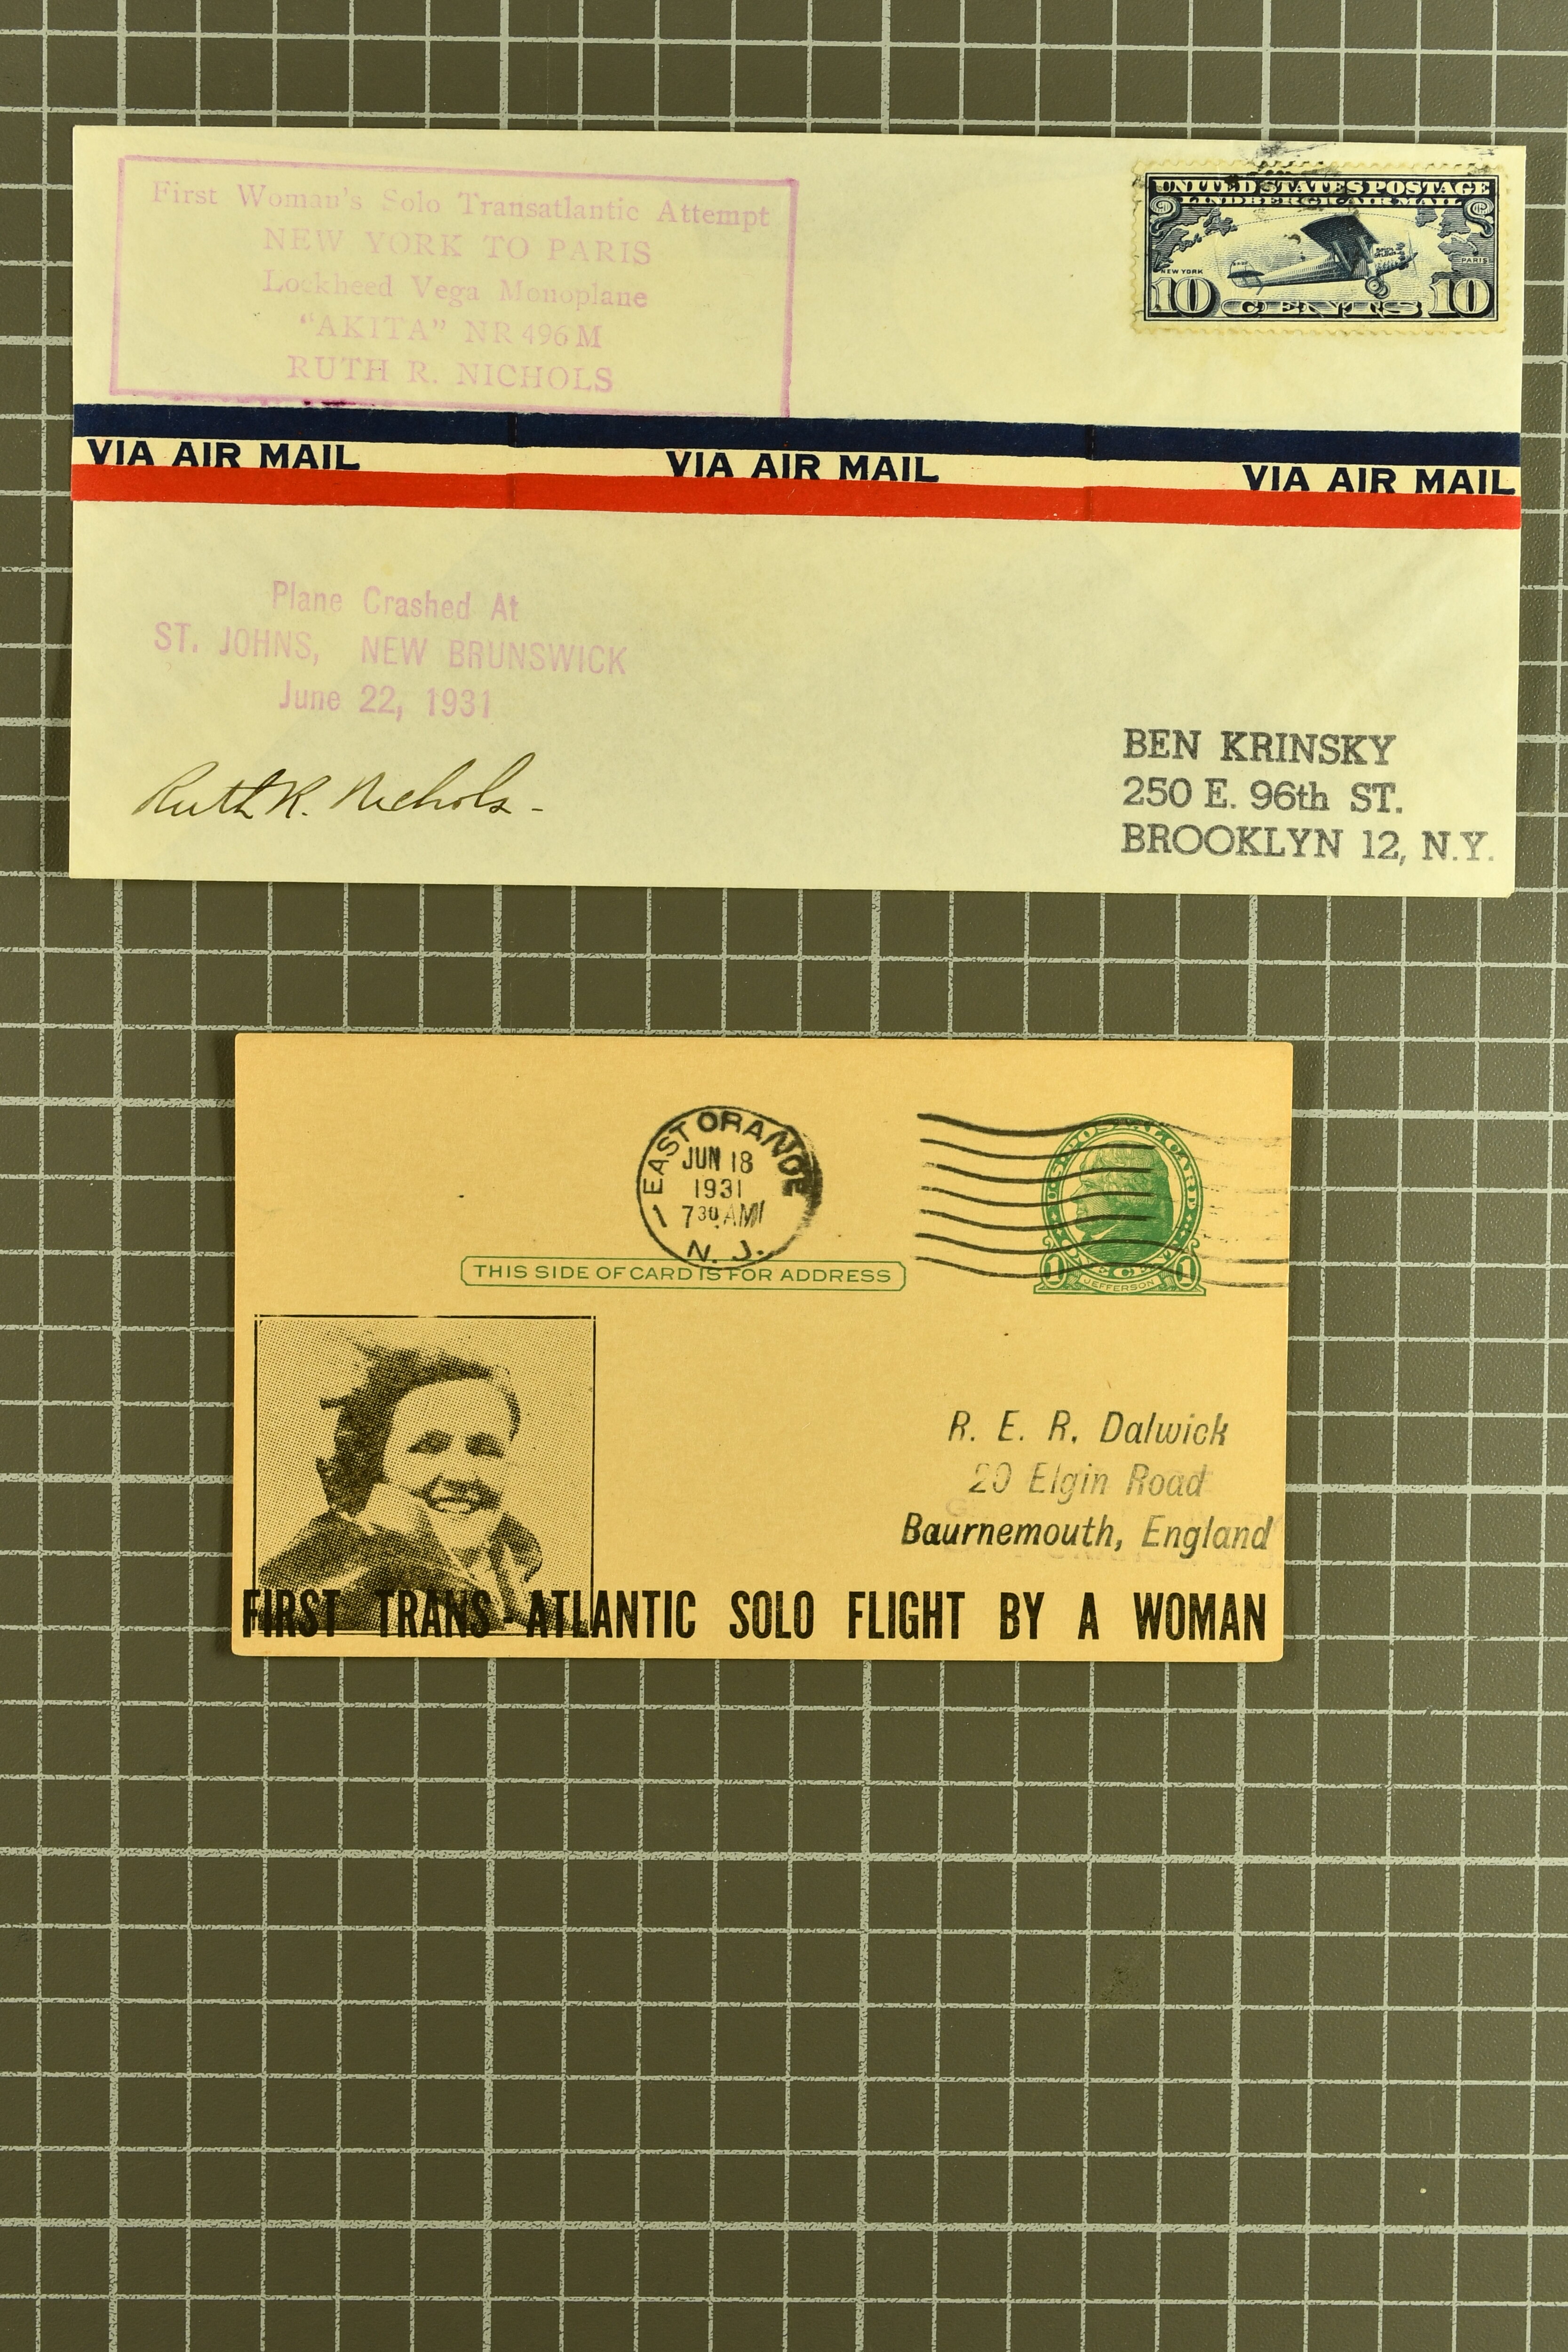 First Woman's Solo Transatlantic Attempt
NEW YORK TO PARIS
Lockheed Vega Monoplane
"AKITA" NR 496 M
RUTH R. NICHOLS
UNITED STATES POSTAGE
LINDBERGH AIR MAIL
NEW YORK
PARIS
10 CENTS 10
VIA AIR MAIL VIA AIR MAIL VIA AIR MAIL
Plane Crashed At
ST. JOHNS, NEW BRUNSWICK
June 22, 1931
Ruth R. Nichols -
BEN KRINSKY
250 E. 96th ST.
BROOKLYN 12, N.Y.
EAST ORANGE
JUN 18
1931
7 30 AM
N. J.
1 1
JEFFERSON
THIS SIDE OF CARD IS FOR ADDRESS
R. E. R. Dalwick
20 Elgin Road
Baurnemouth, England
FIRST TRANS-ATLANTIC SOLO FLIGHT BY A WOMAN